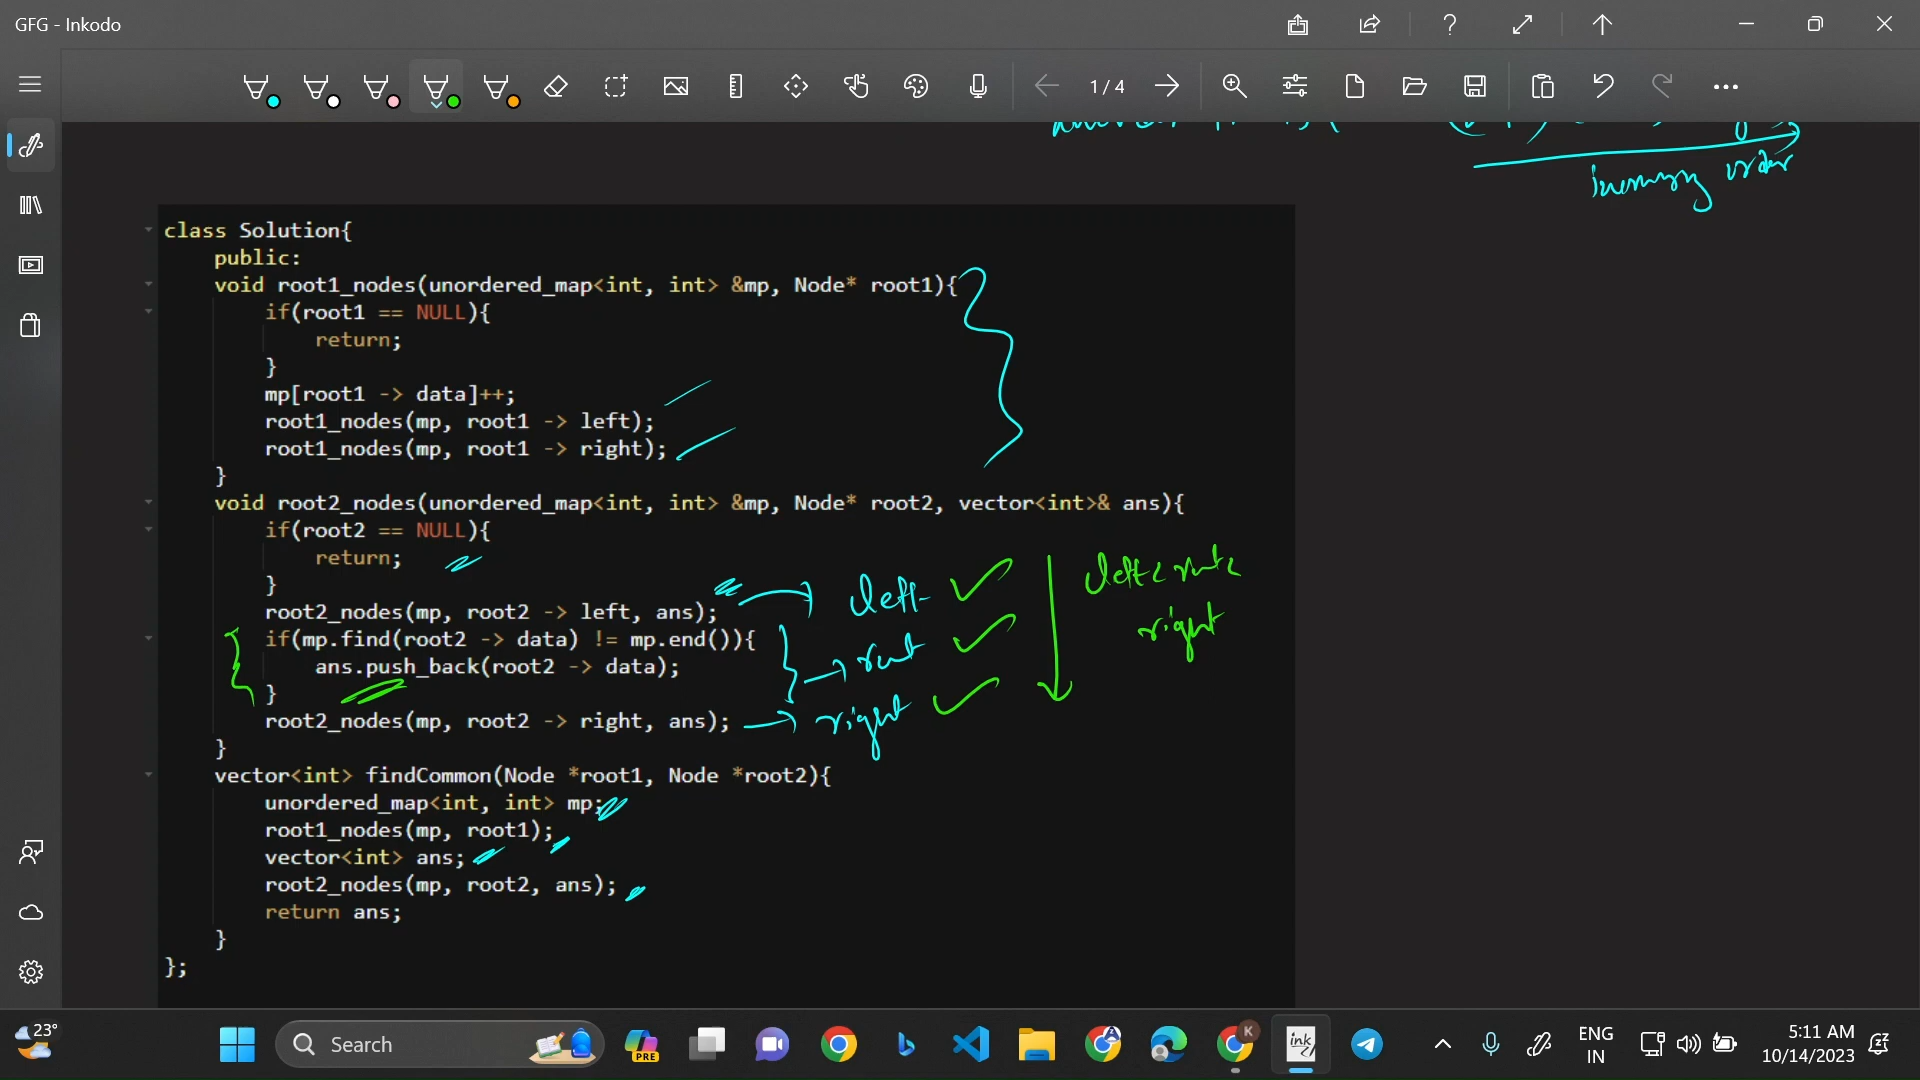 GFG - Inkodo
1 / 4
order
class Solution{
public:
void root1_nodes(unordered_map<int, int> &mp, Node* root1){
if(root1 == NULL){
return;
}
mp[root1 -> data]++;
root1_nodes(mp, root1 -> left);
root1_nodes(mp, root1 -> right);
}
void root2_nodes(unordered_map<int, int> &mp, Node* root2, vector<int>& ans){
if(root2 == NULL){
return;
}
root2_nodes(mp, root2 -> left, ans);
left
left < root <
if(mp.find(root2 -> data) != mp.end()){
root
right
ans.push_back(root2 -> data);
}
root2_nodes(mp, root2 -> right, ans);
right
}
vector<int> findCommon(Node *root1, Node *root2){
unordered_map<int, int> mp;
root1_nodes(mp, root1);
vector<int> ans;
root2_nodes(mp, root2, ans);
return ans;
}
};
23°
Search
PRE
K
ink
ENG
IN
5:11 AM
10/14/2023